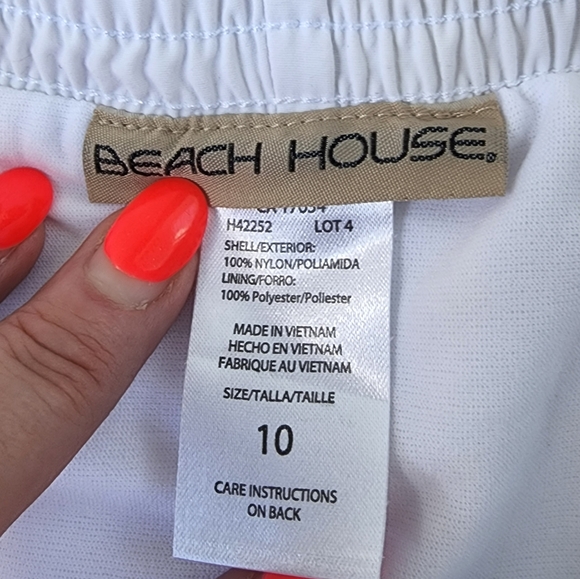 BEACH HOUSE®
H42252 LOT 4
SHELL/EXTERIOR:
100% NYLON/POLIAMIDA
LINING/FORRO:
100% Polyester/Poliester
MADE IN VIETNAM
HECHO EN VIETNAM
FABRIQUE AU VIETNAM
SIZE/TALLA/TAILLE
10
CARE INSTRUCTIONS
ON BACK